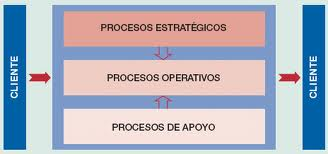 CLIENTE
PROCESOS ESTRATÉGICOS
PROCESOS OPERATIVOS
PROCESOS DE APOYO
CLIENTE